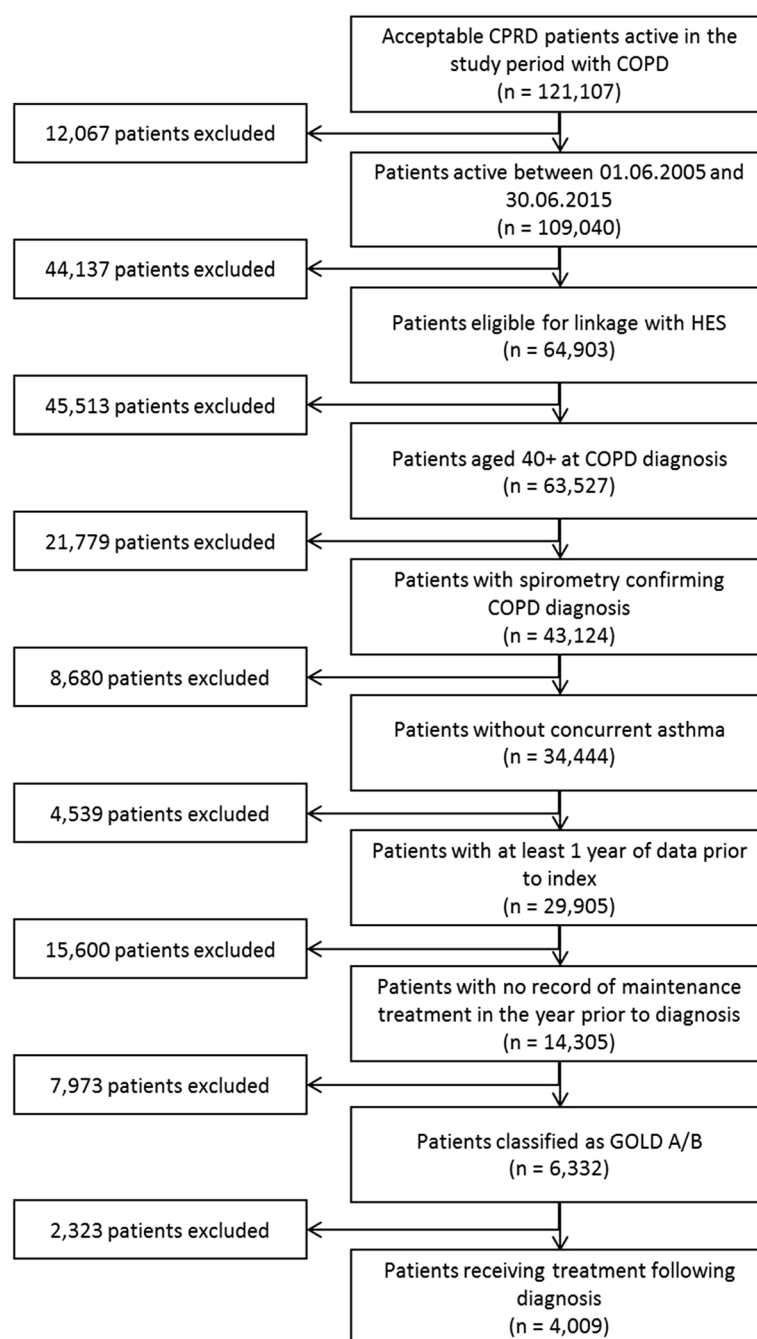 Acceptable CPRD patients active in the
study period with COPD
(n = 121,107)
12,067 patients excluded
Patients active between 01.06.2005 and
30.06.2015
(n = 109,040)
44,137 patients excluded
Patients eligible for linkage with HES
(n = 64,903)
45,513 patients excluded
Patients aged 40+ at COPD diagnosis
(n = 63,527)
21,779 patients excluded
Patients with spirometry confirming
COPD diagnosis
(n = 43,124)
8,680 patients excluded
Patients without concurrent asthma
(n = 34,444)
4,539 patients excluded
Patients with at least 1 year of data prior
to index
(n = 29,905)
15,600 patients excluded
Patients with no record of maintenance
treatment in the year prior to diagnosis
(n = 14,305)
7,973 patients excluded
Patients classified as GOLD A/B
(n = 6,332)
2,323 patients excluded
Patients receiving treatment following
diagnosis
(n = 4,009)